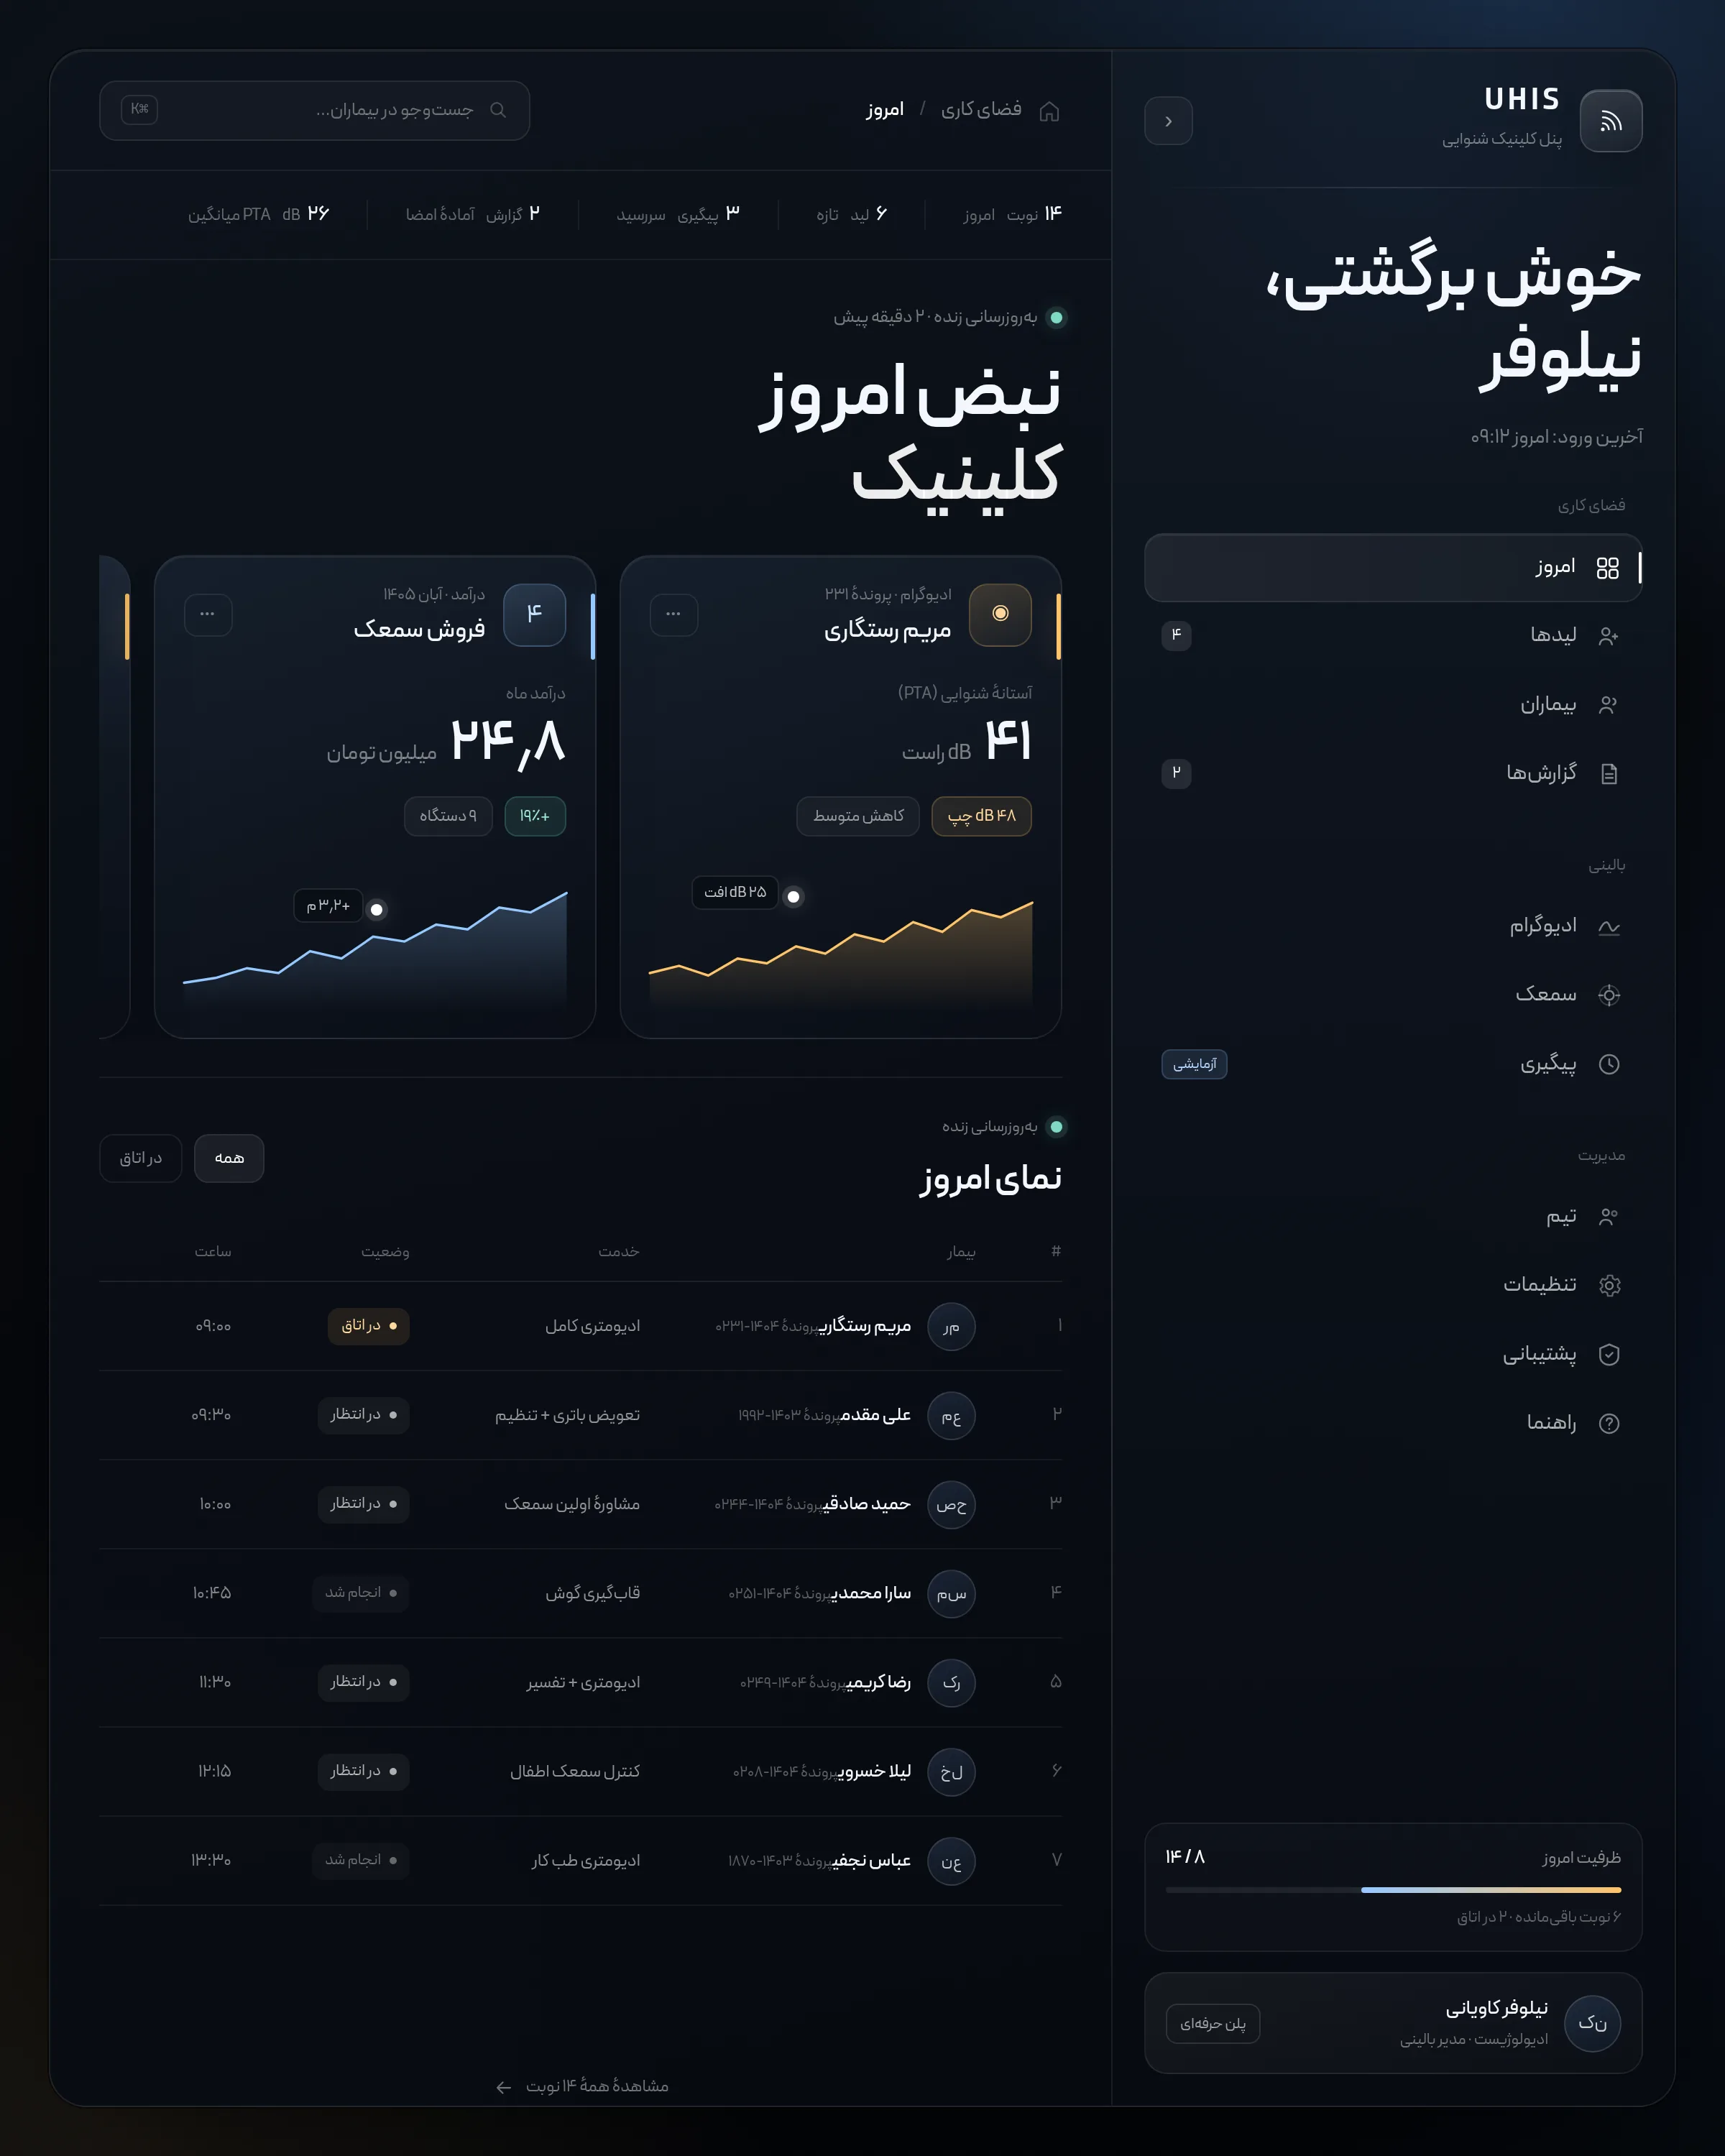 UHIS
پنل کلینیک شنوایی
خوش برگشتی،
نیلوفر
آخرین ورود: امروز ۰۹:۱۲
فضای کاری
امروز
لیدها ۴
بیماران
گزارش‌ها ۲
بالینی
ادیوگرام
سمعک
پیگیری آزمایشی
مدیریت
تیم
تنظیمات
پشتیبانی
راهنما
ظرفیت امروز ۸ / ۱۴
۶ نوبت باقی‌مانده · ۲ در اتاق
ن‌ک
نیلوفر کاویانی
ادیولوژیست · مدیر بالینی
پلن حرفه‌ای
فضای کاری / امروز
جست‌وجو در بیماران...
⌘K
۱۴ نوبت امروز
۶ لید تازه
۳ پیگیری سررسید
۲ گزارش آمادهٔ امضا
۲۶ dB PTA میانگین
به‌روزرسانی زنده · ۲ دقیقه پیش
نبض امروز
کلینیک
ادیوگرام · پروندهٔ ۲۳۱
مریم رستگاری
...
آستانهٔ شنوایی (PTA)
۴۱ dB راست
۴۸ dB چپ
کاهش متوسط
۲۵ dB افت
۴
درآمد · آبان ۱۴۰۵
فروش سمعک
...
درآمد ماه
۲۴٫۸ میلیون تومان
+۱۹٪
۹ دستگاه
+۳٫۲ م
به‌روزرسانی زنده
نمای امروز
همه
در اتاق
# بیمار خدمت وضعیت ساعت
۱ م‌ر مریم رستگاری پروندهٔ ۱۴۰۴-۰۲۳۱ ادیومتری کامل در اتاق ۰۹:۰۰
۲ ع‌م علی مقدم پروندهٔ ۱۴۰۳-۱۹۹۲ تعویض باتری + تنظیم در انتظار ۰۹:۳۰
۳ ح‌ص حمید صادقی پروندهٔ ۱۴۰۴-۰۲۴۴ مشاورهٔ اولین سمعک در انتظار ۱۰:۰۰
۴ س‌م سارا محمدی پروندهٔ ۱۴۰۴-۰۲۵۱ قاب‌گیری گوش انجام شد ۱۰:۴۵
۵ ر‌ک رضا کریمی پروندهٔ ۱۴۰۴-۰۲۴۹ ادیومتری + تفسیر در انتظار ۱۱:۳۰
۶ ل‌خ لیلا خسروی پروندهٔ ۱۴۰۴-۰۲۰۸ کنترل سمعک اطفال در انتظار ۱۲:۱۵
۷ ع‌ن عباس نجفی پروندهٔ ۱۴۰۳-۱۸۷۰ ادیومتری طب کار انجام شد ۱۳:۳۰
مشاهدهٔ همهٔ ۱۴ نوبت ←